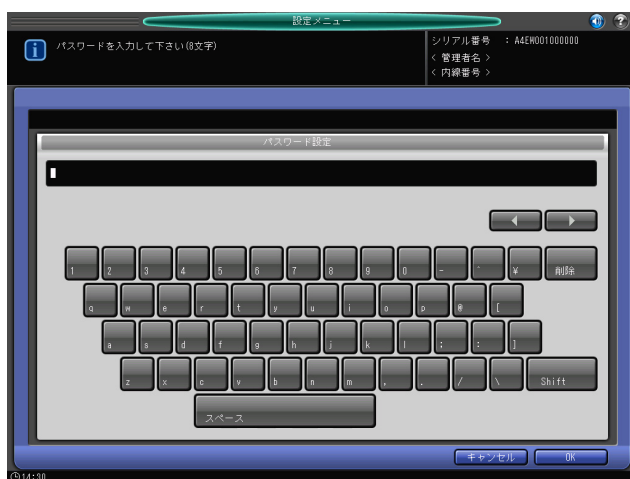 設定メニュー
パスワードを入力して下さい(8文字)
シリアル番号 : A4EW001000000
< 管理者名 >
< 内線番号 >
パスワード設定
1 2 3 4 5 6 7 8 9 0 - ^ ¥ 削除
q w e r t y u i o p @ [
a s d f g h j k l ; : ]
z x c v b n m , . / \ Shift
スペース
キャンセル OK
14:30